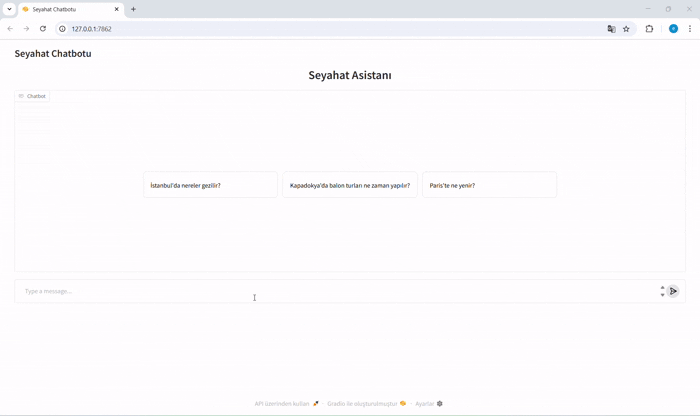 Seyahat Chatbotu
127.0.0.1:7862
Seyahat Chatbotu
Seyahat Asistanı
Chatbot
İstanbul'da nereler gezilir?
Kapadokya'da balon turları ne zaman yapılır?
Paris'te ne yenir?
Type a message...
API üzerinden kullan
Gradio ile oluşturulmuştur
Ayarlar